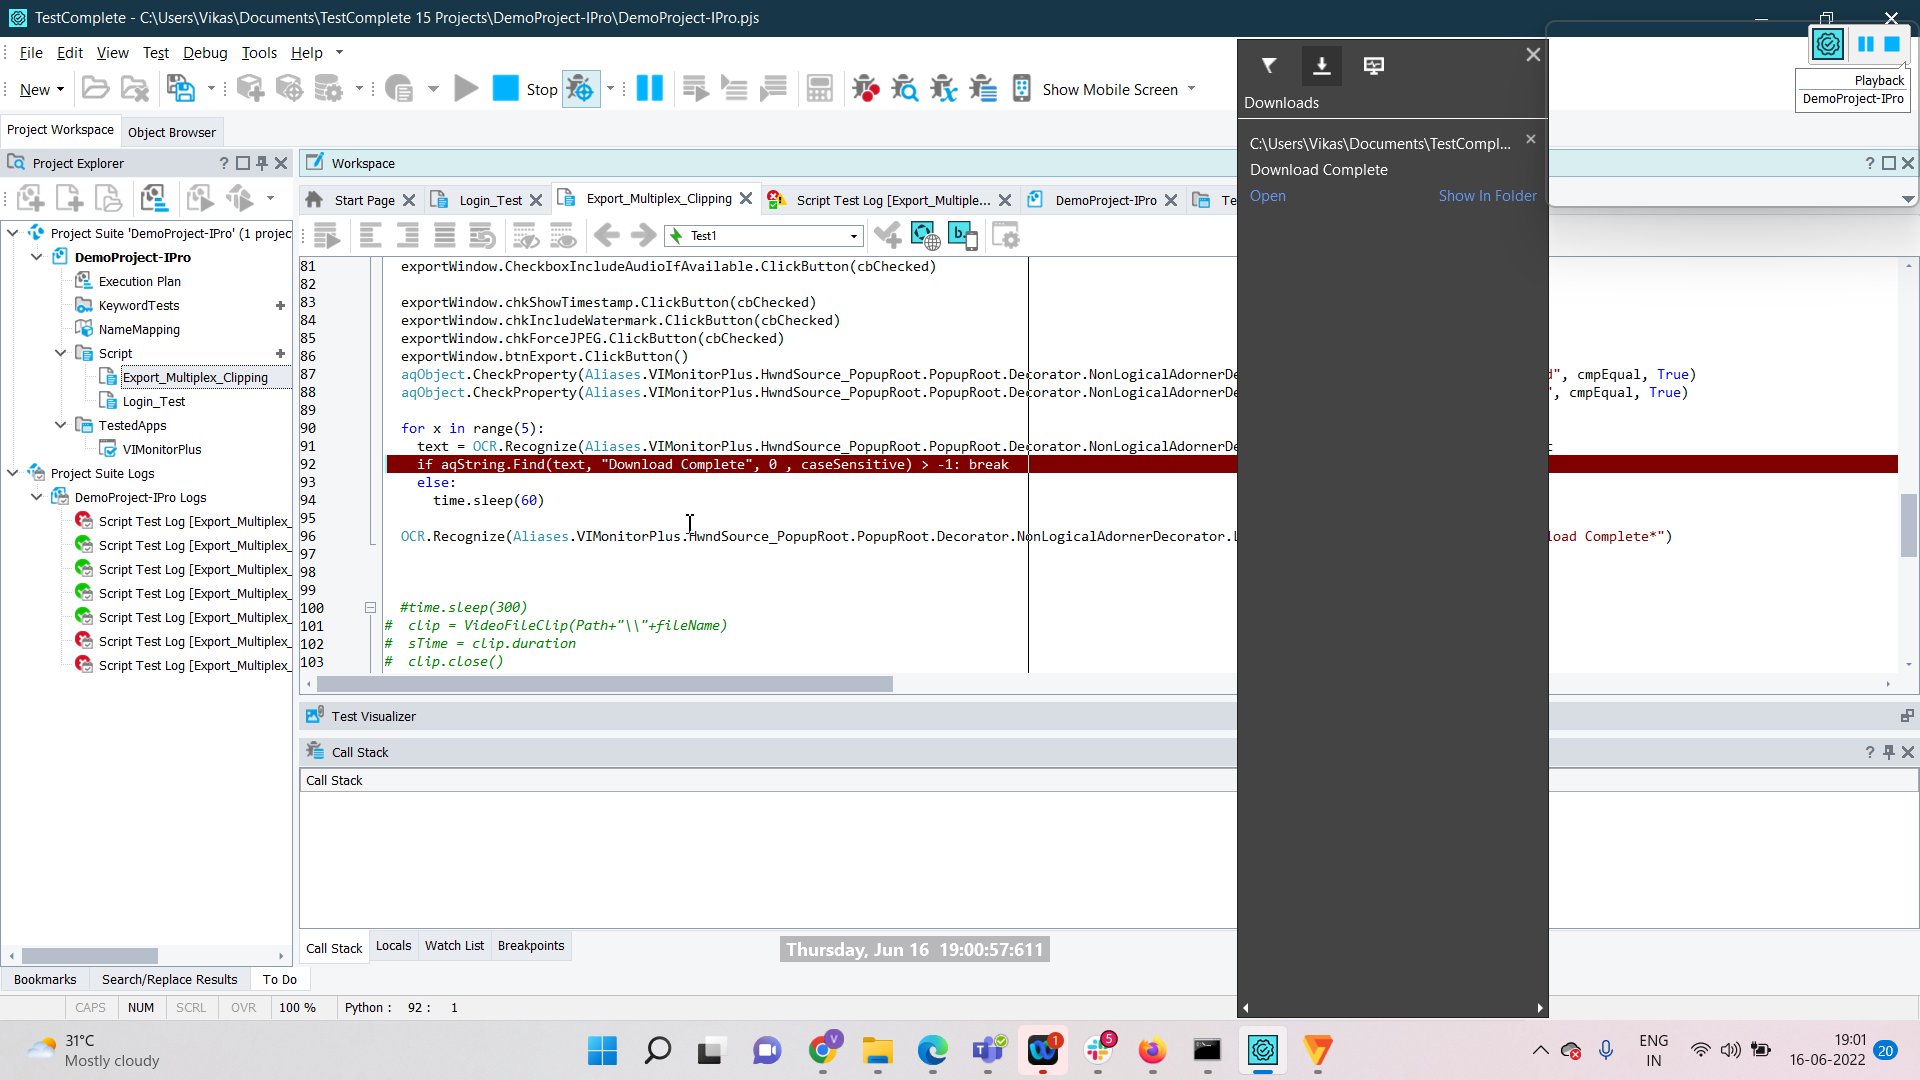 TestComplete - C:\Users\Vikas\Documents\TestComplete 15 Projects\DemoProject-IPro\DemoProject-IPro.pjs
File Edit View Test Debug Tools Help
New
Stop
Show Mobile Screen
Playback
DemoProject-IPro
Project Workspace
Object Browser
Project Explorer
Workspace
Start Page
Login_Test
Export_Multiplex_Clipping
Script Test Log [Export_Multiple...
DemoProject-IPro
Te
Test1
b.
Project Suite 'DemoProject-IPro' (1 projec
DemoProject-IPro
Execution Plan
KeywordTests
NameMapping
Script
Export_Multiplex_Clipping
Login_Test
TestedApps
VIMonitorPlus
Project Suite Logs
DemoProject-IPro Logs
Script Test Log [Export_Multiplex_
Script Test Log [Export_Multiplex_
Script Test Log [Export_Multiplex_
Script Test Log [Export_Multiplex_
Script Test Log [Export_Multiplex_
Script Test Log [Export_Multiplex_
Script Test Log [Export_Multiplex_
81 exportWindow.CheckboxIncludeAudioIfAvailable.ClickButton(cbChecked)
82
83 exportWindow.chkShowTimestamp.ClickButton(cbChecked)
84 exportWindow.chkIncludeWatermark.ClickButton(cbChecked)
85 exportWindow.chkForceJPEG.ClickButton(cbChecked)
86 exportWindow.btnExport.ClickButton()
87 aqObject.CheckProperty(Aliases.VIMonitorPlus.HwndSource_PopupRoot.PopupRoot.Decorator.NonLogicalAdornerDe d", cmpEqual, True)
88 aqObject.CheckProperty(Aliases.VIMonitorPlus.HwndSource_PopupRoot.PopupRoot.Decorator.NonLogicalAdornerDe ", cmpEqual, True)
89
90 for x in range(5):
91 text = OCR.Recognize(Aliases.VIMonitorPlus.HwndSource_PopupRoot.PopupRoot.Decorator.NonLogicalAdornerDe
92 if aqString.Find(text, "Download Complete", 0 , caseSensitive) > -1: break
93 else:
94 time.sleep(60)
95
96 OCR.Recognize(Aliases.VIMonitorPlus.HwndSource_PopupRoot.PopupRoot.Decorator.NonLogicalAdornerDecorator. load Complete*")
97
98
99
100 #time.sleep(300)
101 # clip = VideoFileClip(Path+"\\"+fileName)
102 # sTime = clip.duration
103 # clip.close()
Downloads
C:\Users\Vikas\Documents\TestCompl...
Download Complete
Open
Show In Folder
Test Visualizer
Call Stack
Call Stack
Call Stack
Locals
Watch List
Breakpoints
Thursday, Jun 16 19:00:57:611
Bookmarks
Search/Replace Results
To Do
CAPS NUM SCRL OVR 100 % Python : 92 : 1
31°C
Mostly cloudy
V
1
5
ENG
IN
19:01
16-06-2022
20